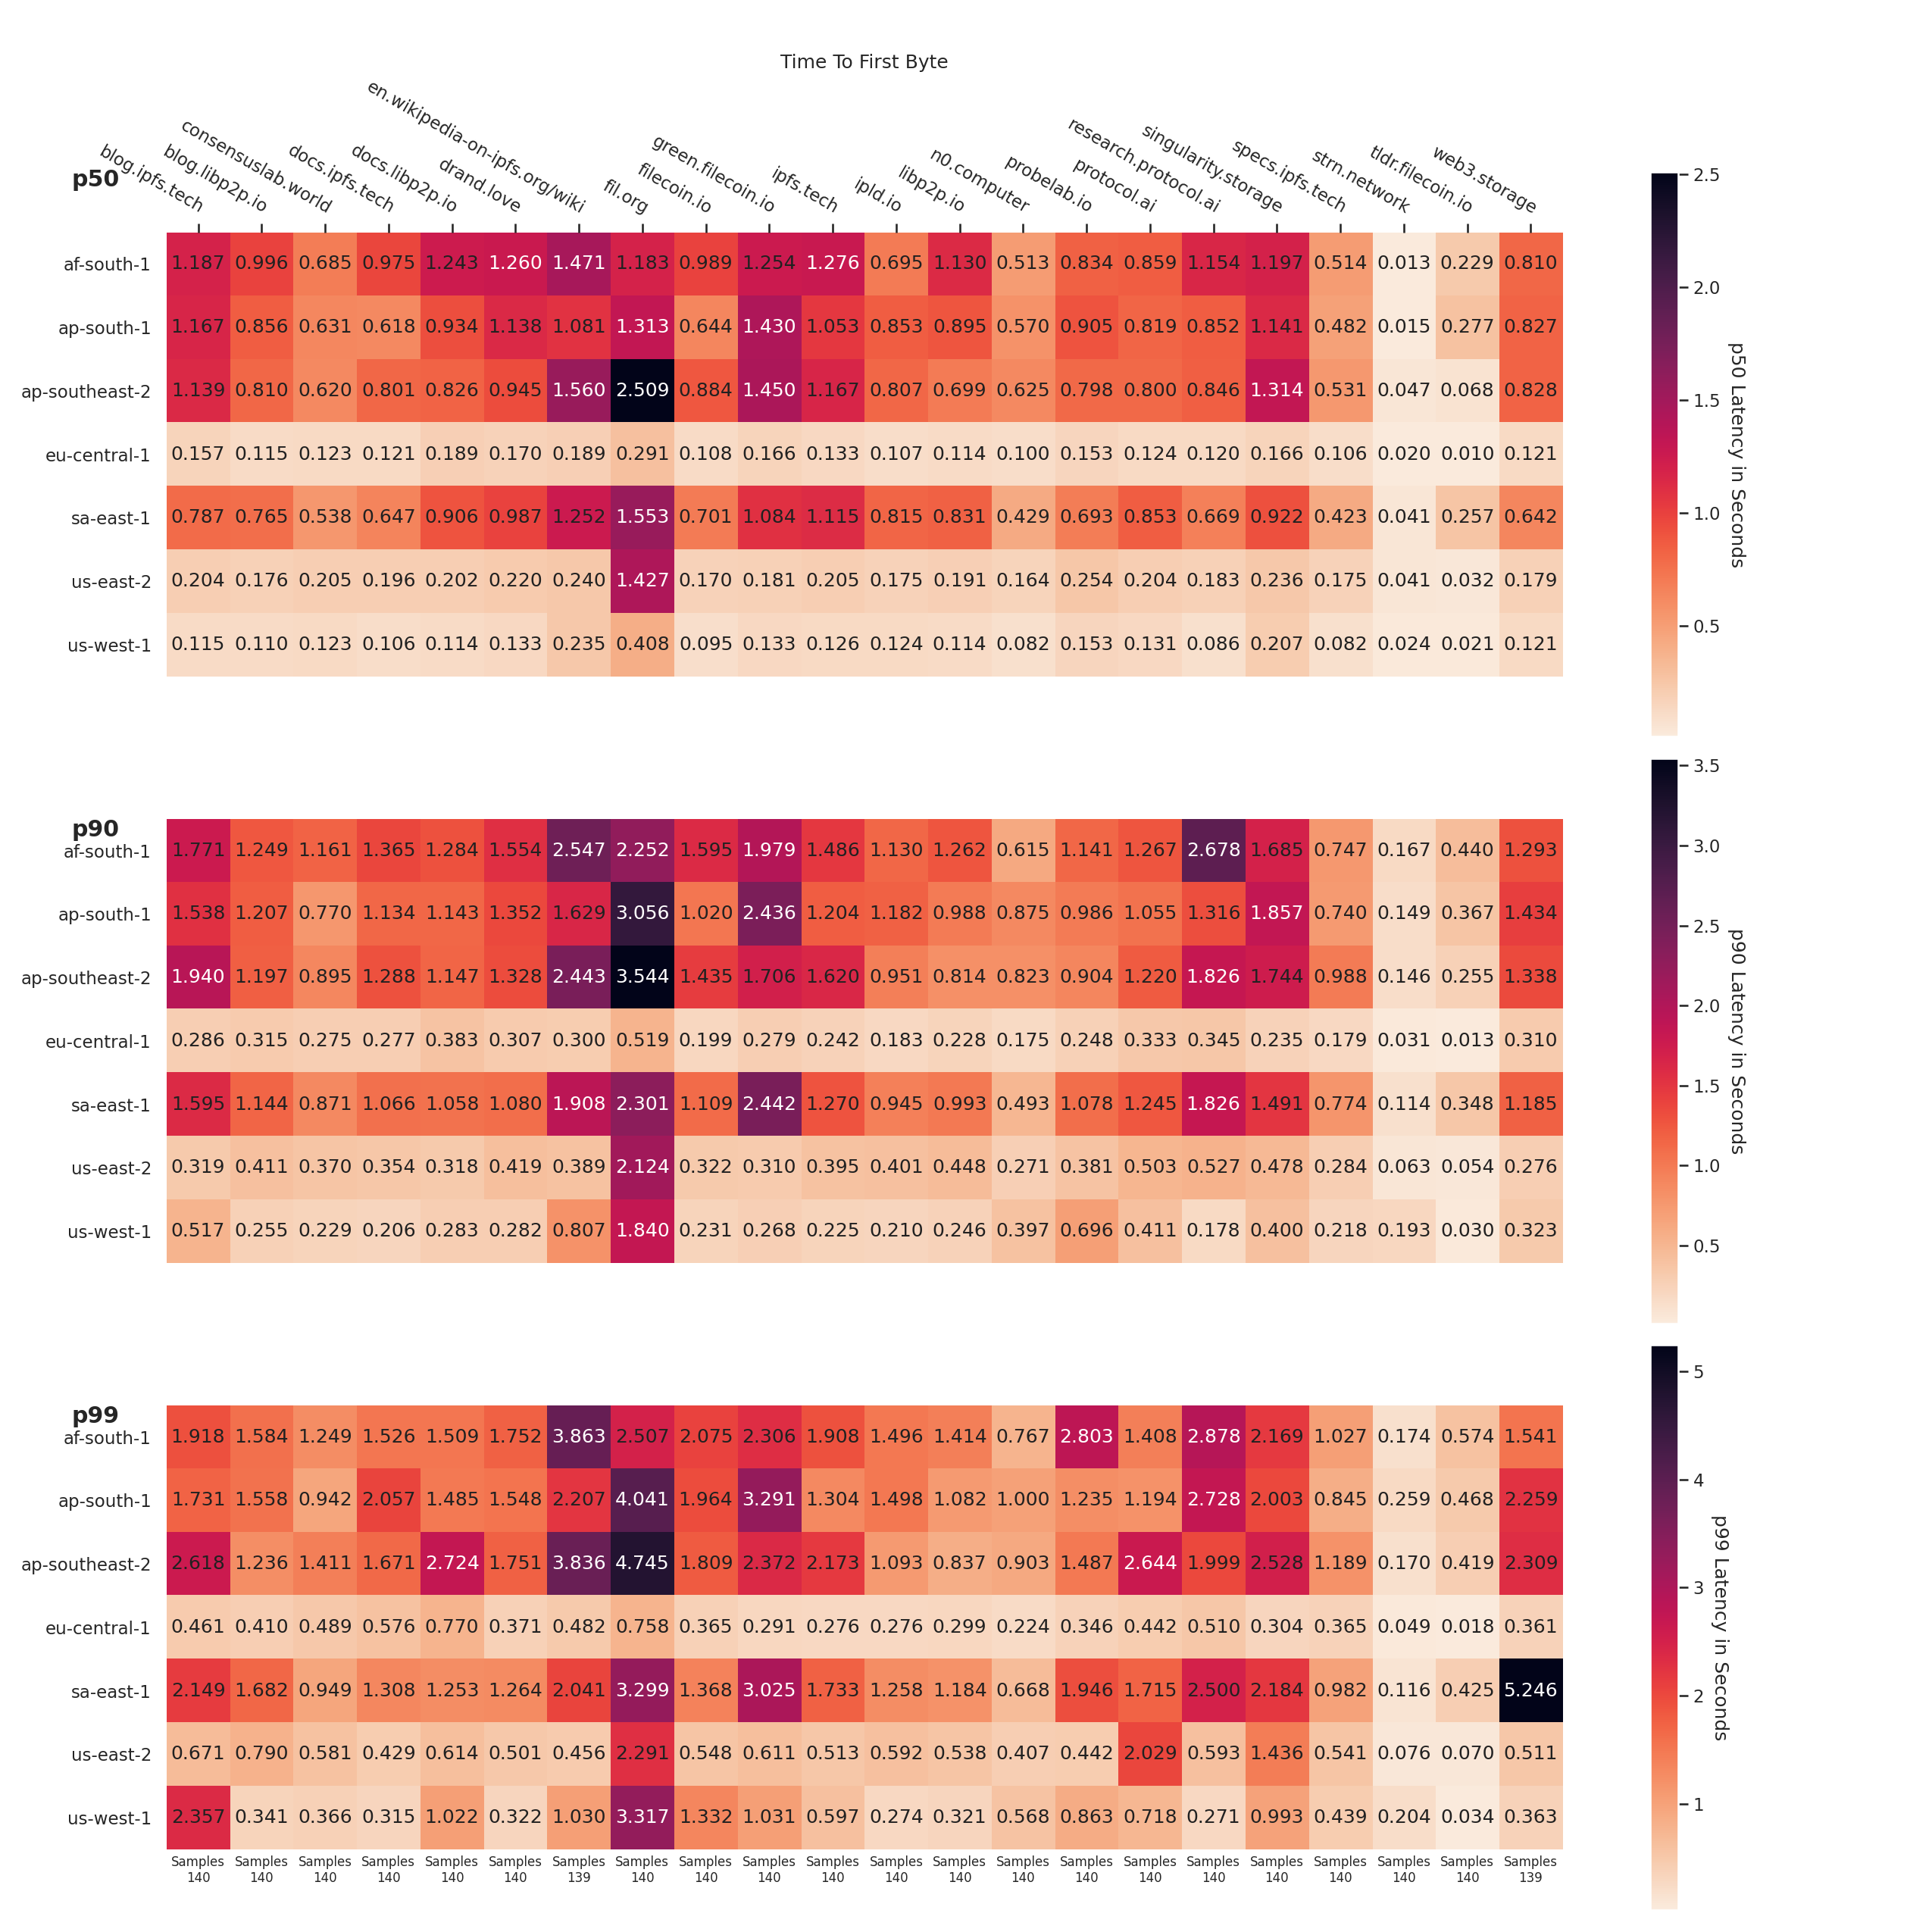 Time To First Byte
p50
blog.ipfs.tech
blog.libp2p.io
consensuslab.world
docs.ipfs.tech
docs.libp2p.io
drand.love
en.wikipedia-on-ipfs.org/wiki
fil.org
filecoin.io
green.filecoin.io
ipfs.tech
ipld.io
libp2p.io
n0.computer
probelab.io
protocol.ai
research.protocol.ai
singularity.storage
specs.ipfs.tech
strn.network
tldr.filecoin.io
web3.storage
af-south-1 1.187 0.996 0.685 0.975 1.243 1.260 1.471 1.183 0.989 1.254 1.276 0.695 1.130 0.513 0.834 0.859 1.154 1.197 0.514 0.013 0.229 0.810
ap-south-1 1.167 0.856 0.631 0.618 0.934 1.138 1.081 1.313 0.644 1.430 1.053 0.853 0.895 0.570 0.905 0.819 0.852 1.141 0.482 0.015 0.277 0.827
ap-southeast-2 1.139 0.810 0.620 0.801 0.826 0.945 1.560 2.509 0.884 1.450 1.167 0.807 0.699 0.625 0.798 0.800 0.846 1.314 0.531 0.047 0.068 0.828
eu-central-1 0.157 0.115 0.123 0.121 0.189 0.170 0.189 0.291 0.108 0.166 0.133 0.107 0.114 0.100 0.153 0.124 0.120 0.166 0.106 0.020 0.010 0.121
sa-east-1 0.787 0.765 0.538 0.647 0.906 0.987 1.252 1.553 0.701 1.084 1.115 0.815 0.831 0.429 0.693 0.853 0.669 0.922 0.423 0.041 0.257 0.642
us-east-2 0.204 0.176 0.205 0.196 0.202 0.220 0.240 1.427 0.170 0.181 0.205 0.175 0.191 0.164 0.254 0.204 0.183 0.236 0.175 0.041 0.032 0.179
us-west-1 0.115 0.110 0.123 0.106 0.114 0.133 0.235 0.408 0.095 0.133 0.126 0.124 0.114 0.082 0.153 0.131 0.086 0.207 0.082 0.024 0.021 0.121
2.5
2.0
1.5
1.0
0.5
p50 Latency in Seconds
p90
af-south-1 1.771 1.249 1.161 1.365 1.284 1.554 2.547 2.252 1.595 1.979 1.486 1.130 1.262 0.615 1.141 1.267 2.678 1.685 0.747 0.167 0.440 1.293
ap-south-1 1.538 1.207 0.770 1.134 1.143 1.352 1.629 3.056 1.020 2.436 1.204 1.182 0.988 0.875 0.986 1.055 1.316 1.857 0.740 0.149 0.367 1.434
ap-southeast-2 1.940 1.197 0.895 1.288 1.147 1.328 2.443 3.544 1.435 1.706 1.620 0.951 0.814 0.823 0.904 1.220 1.826 1.744 0.988 0.146 0.255 1.338
eu-central-1 0.286 0.315 0.275 0.277 0.383 0.307 0.300 0.519 0.199 0.279 0.242 0.183 0.228 0.175 0.248 0.333 0.345 0.235 0.179 0.031 0.013 0.310
sa-east-1 1.595 1.144 0.871 1.066 1.058 1.080 1.908 2.301 1.109 2.442 1.270 0.945 0.993 0.493 1.078 1.245 1.826 1.491 0.774 0.114 0.348 1.185
us-east-2 0.319 0.411 0.370 0.354 0.318 0.419 0.389 2.124 0.322 0.310 0.395 0.401 0.448 0.271 0.381 0.503 0.527 0.478 0.284 0.063 0.054 0.276
us-west-1 0.517 0.255 0.229 0.206 0.283 0.282 0.807 1.840 0.231 0.268 0.225 0.210 0.246 0.397 0.696 0.411 0.178 0.400 0.218 0.193 0.030 0.323
3.5
3.0
2.5
2.0
1.5
1.0
0.5
p90 Latency in Seconds
p99
af-south-1 1.918 1.584 1.249 1.526 1.509 1.752 3.863 2.507 2.075 2.306 1.908 1.496 1.414 0.767 2.803 1.408 2.878 2.169 1.027 0.174 0.574 1.541
ap-south-1 1.731 1.558 0.942 2.057 1.485 1.548 2.207 4.041 1.964 3.291 1.304 1.498 1.082 1.000 1.235 1.194 2.728 2.003 0.845 0.259 0.468 2.259
ap-southeast-2 2.618 1.236 1.411 1.671 2.724 1.751 3.836 4.745 1.809 2.372 2.173 1.093 0.837 0.903 1.487 2.644 1.999 2.528 1.189 0.170 0.419 2.309
eu-central-1 0.461 0.410 0.489 0.576 0.770 0.371 0.482 0.758 0.365 0.291 0.276 0.276 0.299 0.224 0.346 0.442 0.510 0.304 0.365 0.049 0.018 0.361
sa-east-1 2.149 1.682 0.949 1.308 1.253 1.264 2.041 3.299 1.368 3.025 1.733 1.258 1.184 0.668 1.946 1.715 2.500 2.184 0.982 0.116 0.425 5.246
us-east-2 0.671 0.790 0.581 0.429 0.614 0.501 0.456 2.291 0.548 0.611 0.513 0.592 0.538 0.407 0.442 2.029 0.593 1.436 0.541 0.076 0.070 0.511
us-west-1 2.357 0.341 0.366 0.315 1.022 0.322 1.030 3.317 1.332 1.031 0.597 0.274 0.321 0.568 0.863 0.718 0.271 0.993 0.439 0.204 0.034 0.363
Samples Samples Samples Samples Samples Samples Samples Samples Samples Samples Samples Samples Samples Samples Samples Samples Samples Samples Samples Samples Samples Samples
140 140 140 140 140 140 139 140 140 140 140 140 140 140 140 140 140 140 140 140 140 139
5
4
3
2
1
p99 Latency in Seconds